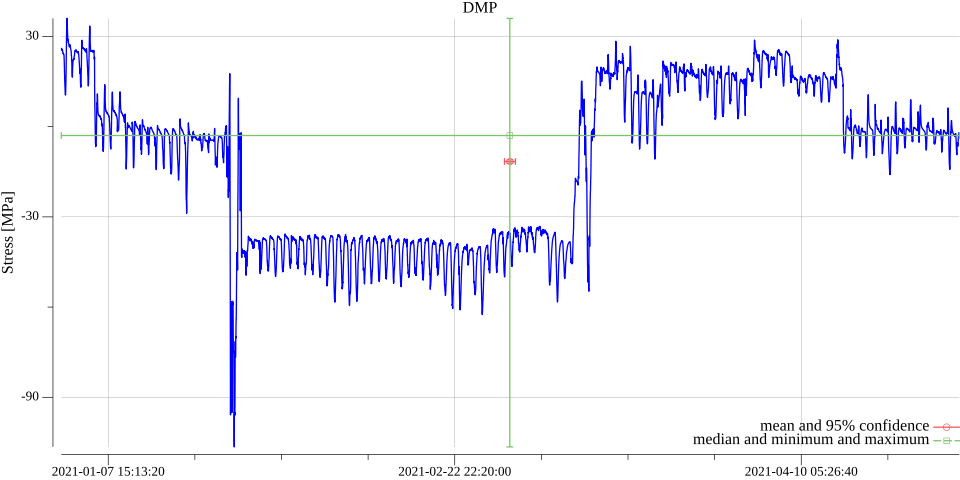 DMP
30
-30
-90
Stress [MPa]
mean and 95% confidence
median and minimum and maximum
2021-01-07 15:13:20
2021-02-22 22:20:00
2021-04-10 05:26:40